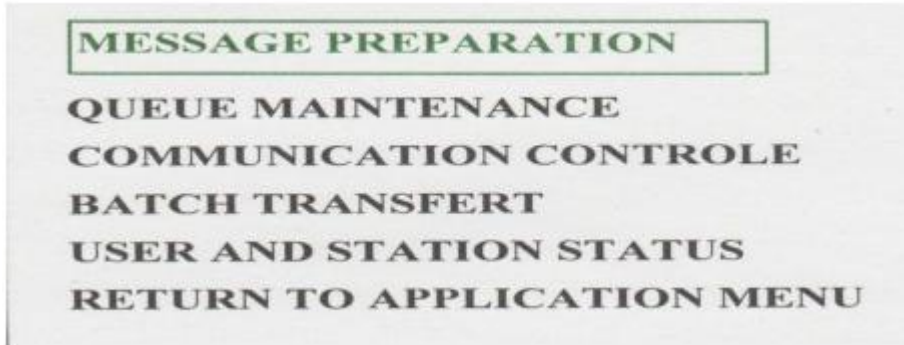 MESSAGE PREPARATION
QUEUE MAINTENANCE
COMMUNICATION CONTROLE
BATCH TRANSFERT
USER AND STATION STATUS
RETURN TO APPLICATION MENU